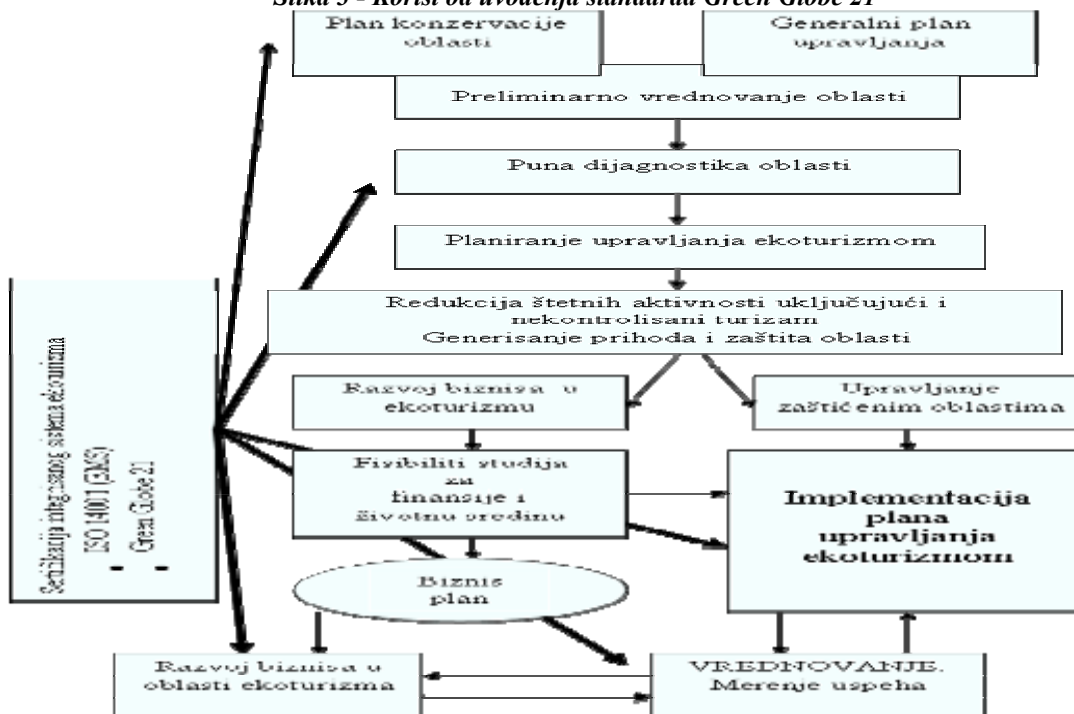 Slika 3 - Korist od uvođenja standarda Green Globe 21
Plan konzervacije
oblasti
Generalni plan
upravljanja
Preliminarno vrednovanje oblasti
Puna dijagnostika oblasti
Planiranje upravljanja ekoturizmom
Redukcija štetnih aktivnosti uključujući i
nekontrolisani turizam
Generisanje prihoda i zaštita oblasti
Razvoj biznisa u
ekoturizmu
Upravljanje
zaštićenim oblastima
Sertifikacija integrisanog sistema ekoturizma
• ISO 14001 (EMS)
• Green Globe 21
Fisibiliti studija
za
finansije i
životnu sredinu
Implementacija
plana
upravljanja
ekoturizmom
Biznis
plan
Razvoj biznisa u
oblasti ekoturizma
VREDNOVANJE.
Merenje uspeha